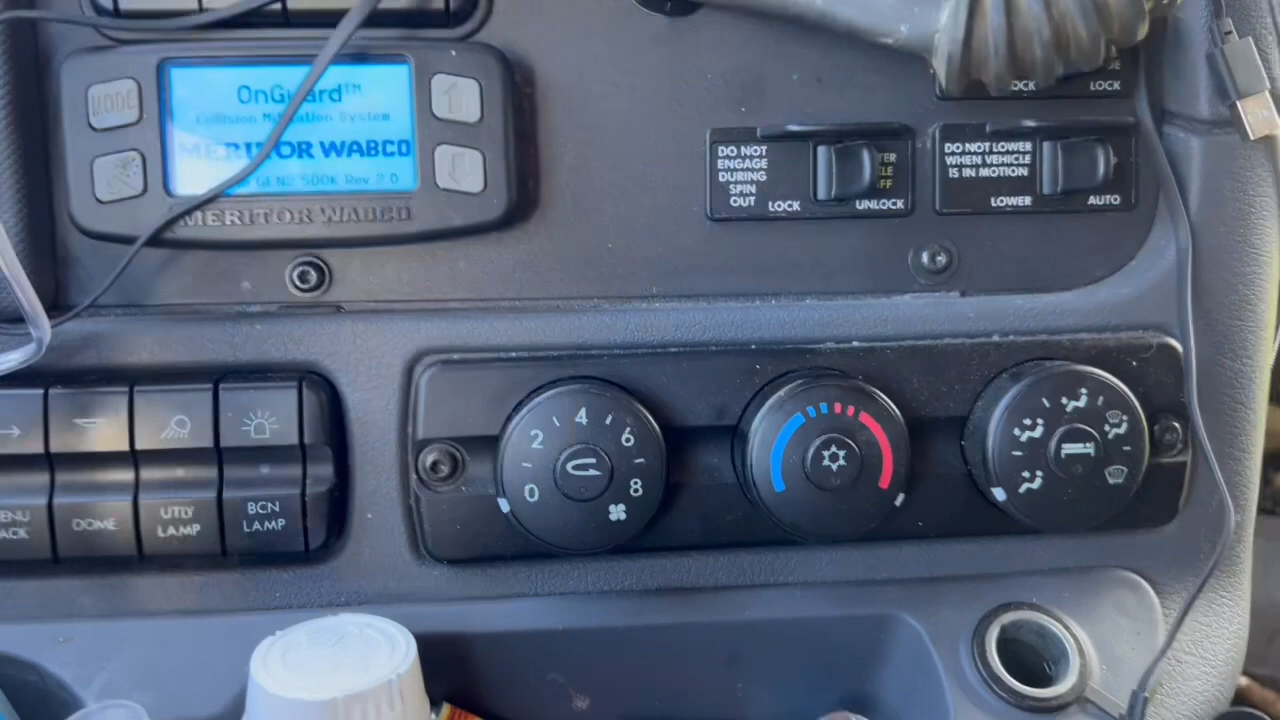 MODE
OnGuard™
Collision Mitigation System
MERITOR WABCO
GEN2 500K Rev 2.0
MERITOR WABCO
LOCK
DO NOT
ENGAGE
DURING
SPIN
OUT
LOCK
UNLOCK
DO NOT LOWER
WHEN VEHICLE
IS IN MOTION
LOWER
AUTO
0
2
4
6
8
DOME
UTLY
LAMP
BCN
LAMP